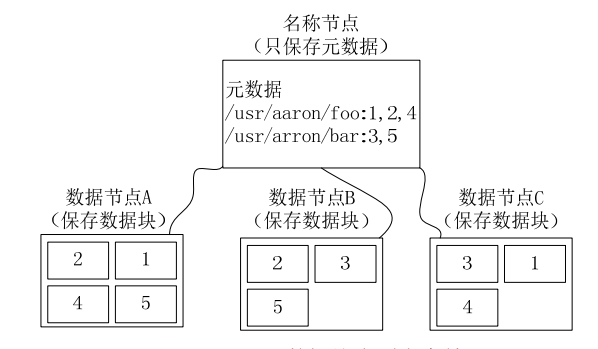 名称节点
（只保存元数据）
元数据
/usr/aaron/foo:1,2,4
/usr/arron/bar:3,5
数据节点A
（保存数据块）
2 1
4 5
数据节点B
（保存数据块）
2 3
5
数据节点C
（保存数据块）
3 1
4